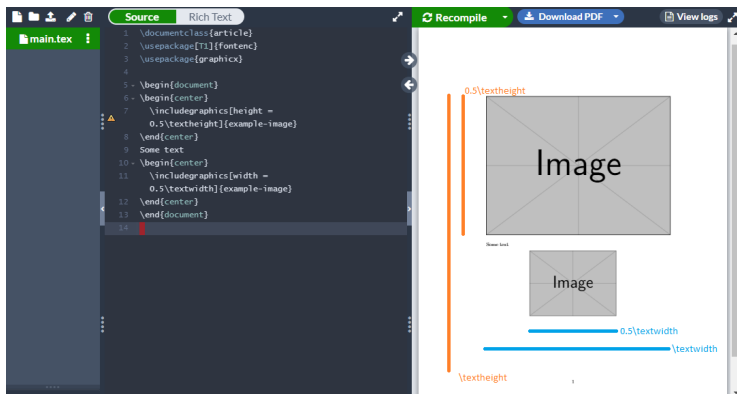 Source Rich Text
Recompile Download PDF View logs
main.tex
1 \documentclass{article}
2 \usepackage[T1]{fontenc}
3 \usepackage{graphicx}
4
5 \begin{document}
6 \begin{center}
7 \includegraphics[height =
0.5\textheight]{example-image}
8 \end{center}
9 Some text
10 \begin{center}
11 \includegraphics[width =
0.5\textwidth]{example-image}
12 \end{center}
13 \end{document}
14
0.5\textheight
Image
Some text
Image
0.5\textwidth
\textwidth
\textheight
1